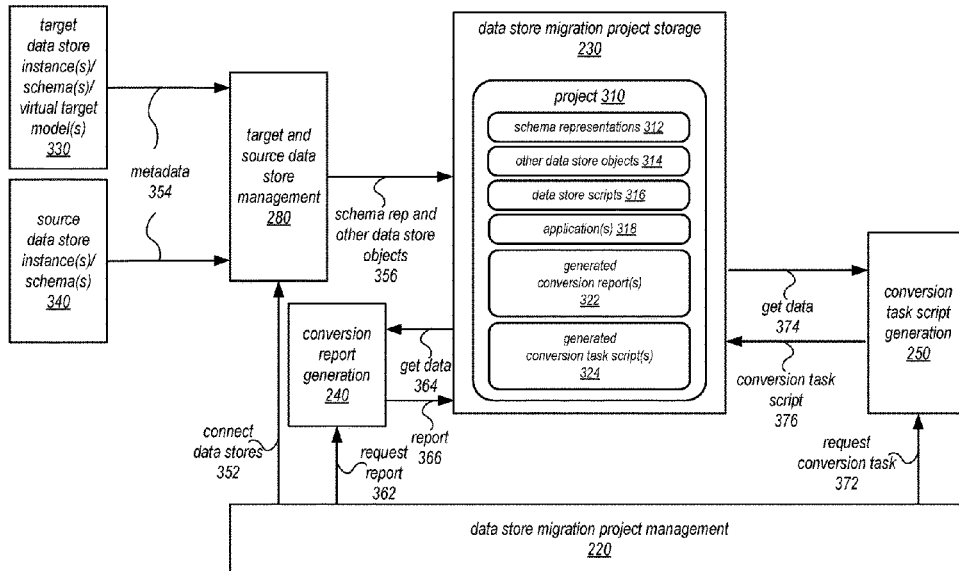 target
data store
instance(s)/
schema(s)/
virtual target
model(s)
330
source
data store
instance(s)/
schema(s)
340
metadata
354
target and
source data
store
management
280
schema rep and
other data store
objects
356
data store migration project storage
230
project 310
schema representations 312
other data store objects 314
data store scripts 316
application(s) 318
generated
conversion report(s)
322
generated
conversion task script(s)
324
conversion
report
generation
240
get data
364
report
366
get data
374
conversion task
script
376
conversion
task script
generation
250
connect
data stores
352
request
report
362
request
conversion task
372
data store migration project management
220